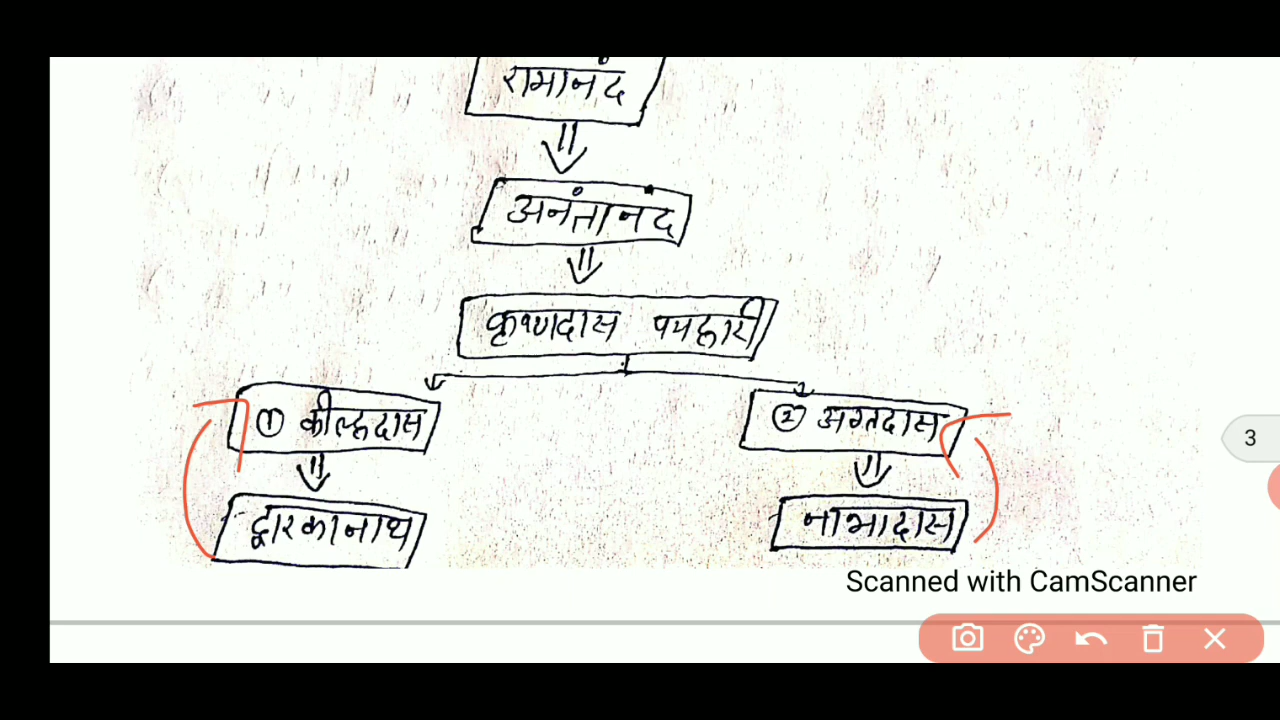 रामानंद
अनंतानंद
कृष्णदास पयहारी
① कील्हदास
② अग्रदास
द्वारकानाथ
नाभादास
3
Scanned with CamScanner